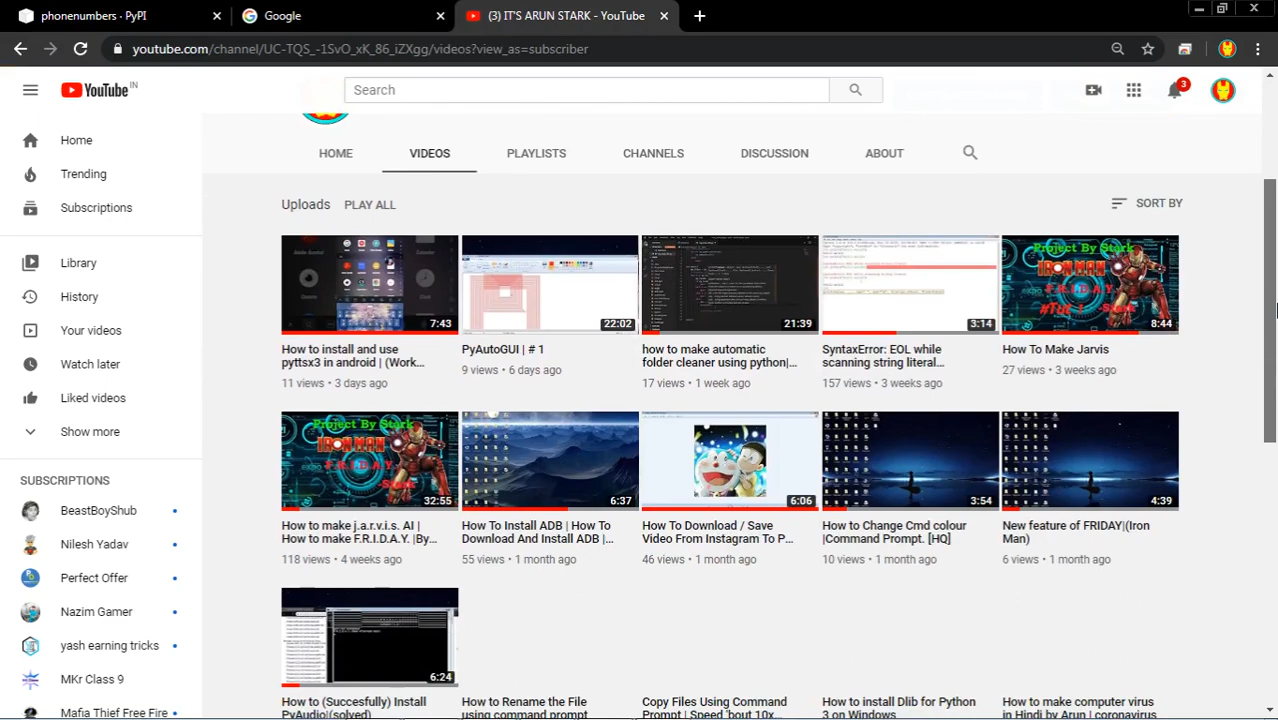 phonenumbers · PyPI
Google
(3) IT'S ARUN STARK - YouTube
youtube.com/channel/UC-TQS_-1SvO_xK_86_iZXgg/videos?view_as=subscriber
YouTube IN
Search
3
Home
Trending
Subscriptions
Library
History
Your videos
Watch later
Liked videos
Show more
SUBSCRIPTIONS
BeastboyShub
Nilesh Yadav
Perfect Offer
Nazim Gamer
yash earning tricks
MKr Class 9
Mafia Thief Free Fire
HOME VIDEOS PLAYLISTS CHANNELS DISCUSSION ABOUT
Uploads PLAY ALL SORT BY
Project By Stark
IRON MAN
F.R.I.D.A.Y.
7:43 22:02 21:39 3:14 8:44
How to install and use
pyttsx3 in android | (Work...
11 views • 3 days ago
PyAutoGUI | # 1
9 views • 6 days ago
how to make automatic
folder cleaner using python|...
17 views • 1 week ago
SyntaxError: EOL while
scanning string literal...
157 views • 3 weeks ago
How To Make Jarvis
27 views • 3 weeks ago
Project By Stark
IRON MAN
F.R.I.D.A.Y.
-Stark
32:55 6:37 6:06 3:54 4:39
How to make j.a.r.v.i.s. AI |
How to make F.R.I.D.A.Y. |By...
118 views • 4 weeks ago
How To Install ADB | How To
Download And Install ADB |...
55 views • 1 month ago
How To Download / Save
Video From Instagram To P...
46 views • 1 month ago
How to Change Cmd colour
|Command Prompt. [HQ]
10 views • 1 month ago
New feature of FRIDAY|(Iron
Man)
6 views • 1 month ago
6:24
How to (Succesfully) Install
PyAudio|(solved)
How to Rename the File
using command prompt
Copy Files Using Command
Prompt | Speed 'bout 10x...
How to install Dlib for Python
3 on Windows
How to make computer virus
in Hindi by Arun | coronavirus